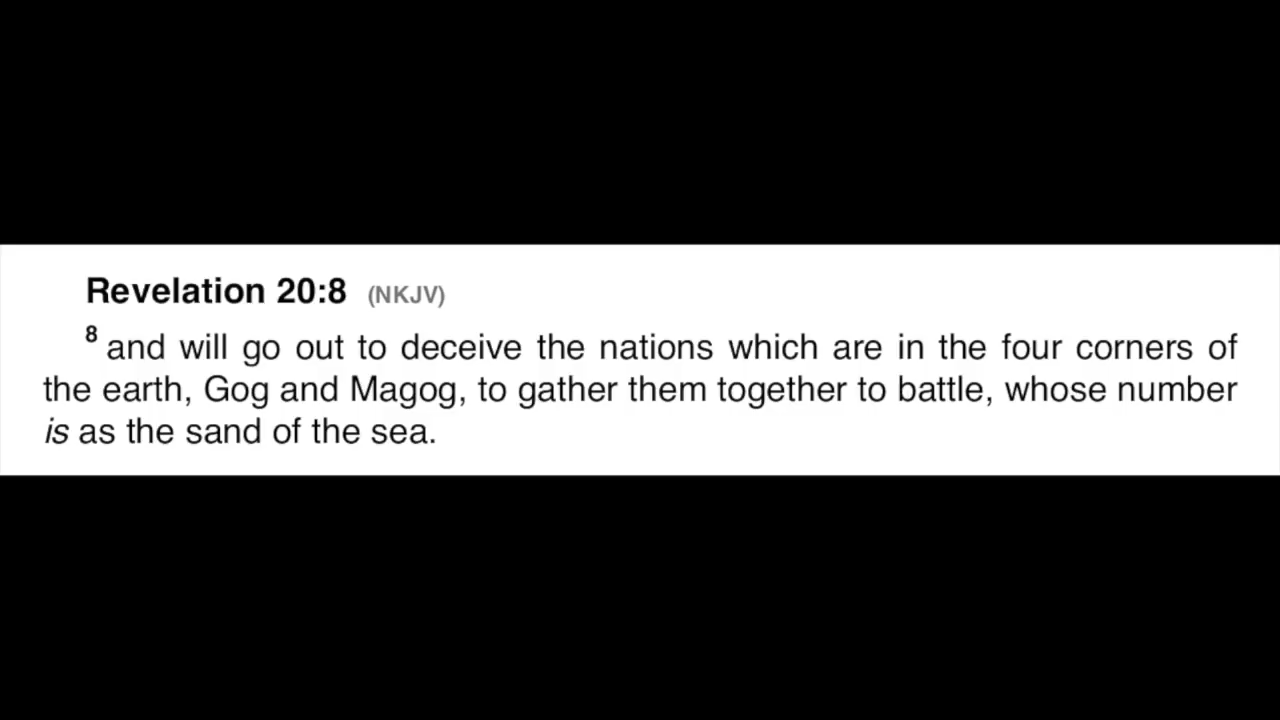 Revelation 20:8 (NKJV)
8 and will go out to deceive the nations which are in the four corners of
the earth, Gog and Magog, to gather them together to battle, whose number
is as the sand of the sea.